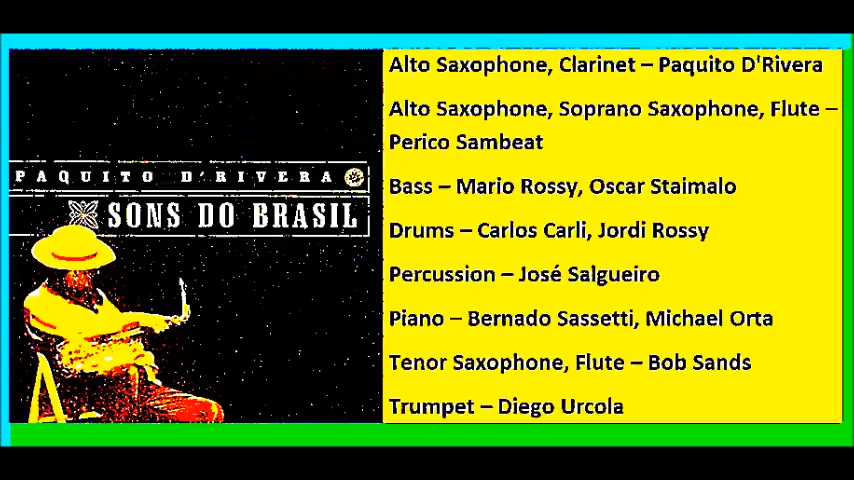 PAQUITO D'RIVERA
SONS DO BRASIL
Alto Saxophone, Clarinet – Paquito D'Rivera
Alto Saxophone, Soprano Saxophone, Flute –
Perico Sambeat
Bass – Mario Rossy, Oscar Staimalo
Drums – Carlos Carli, Jordi Rossy
Percussion – José Salgueiro
Piano – Bernado Sassetti, Michael Orta
Tenor Saxophone, Flute – Bob Sands
Trumpet – Diego Urcola